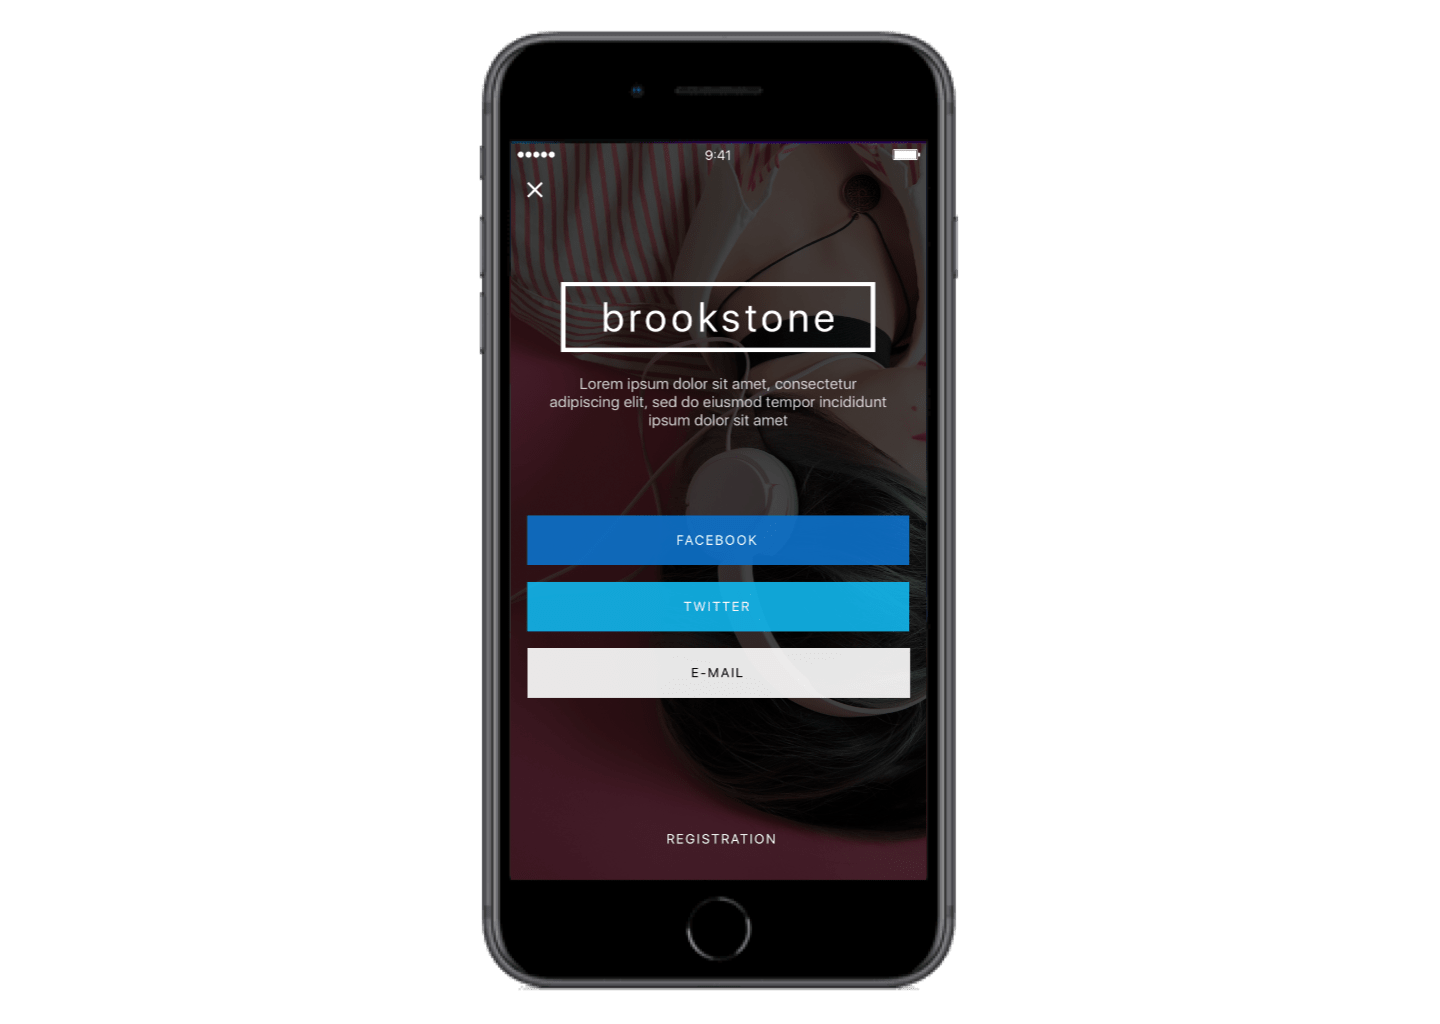 9:41
brookstone
Lorem ipsum dolor sit amet, consectetur
adipiscing elit, sed do eiusmod tempor incididunt
ipsum dolor sit amet
FACEBOOK
TWITTER
E-MAIL
REGISTRATION